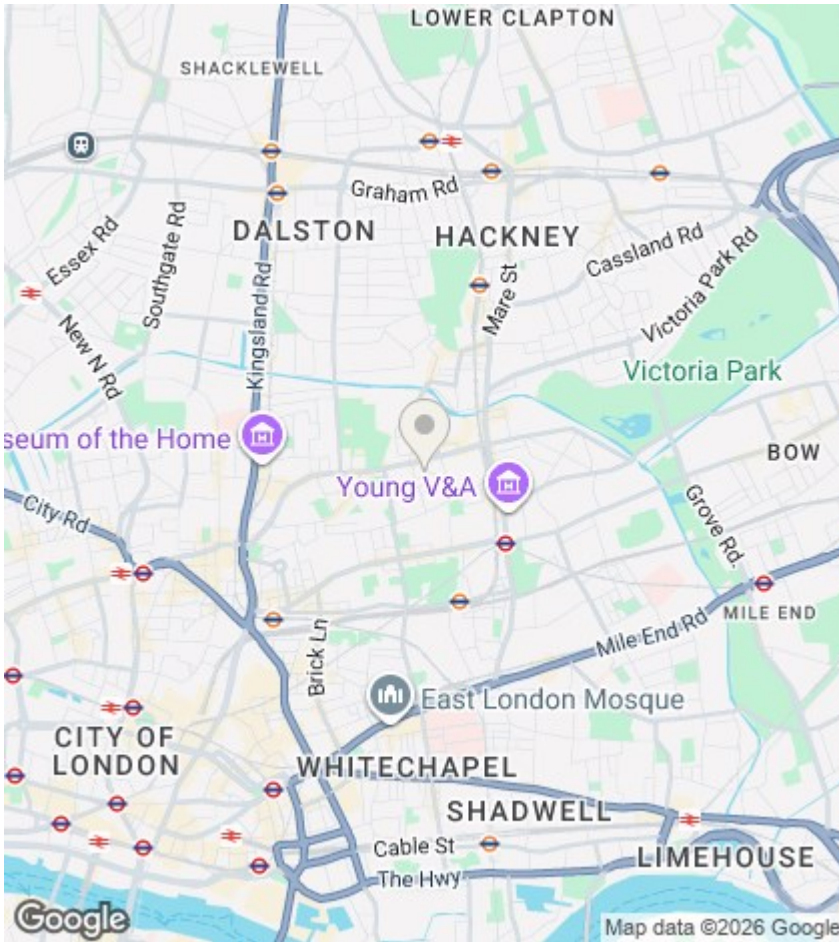 LOWER CLAPTON
SHACKLEWELL
Graham Rd
DALSTON
HACKNEY
Essex Rd
Southgate Rd
Cassland Rd
Kingsland Rd
Mare St
Victoria Park Rd
New N Rd
Victoria Park
seum of the Home
BOW
Young V&A
City Rd
Grove Rd.
MILE END
Brick Ln
Mile End Rd
East London Mosque
CITY OF
LONDON
WHITECHAPEL
SHADWELL
Cable St
LIMEHOUSE
The Hwy
Google
Map data ©2026 Google